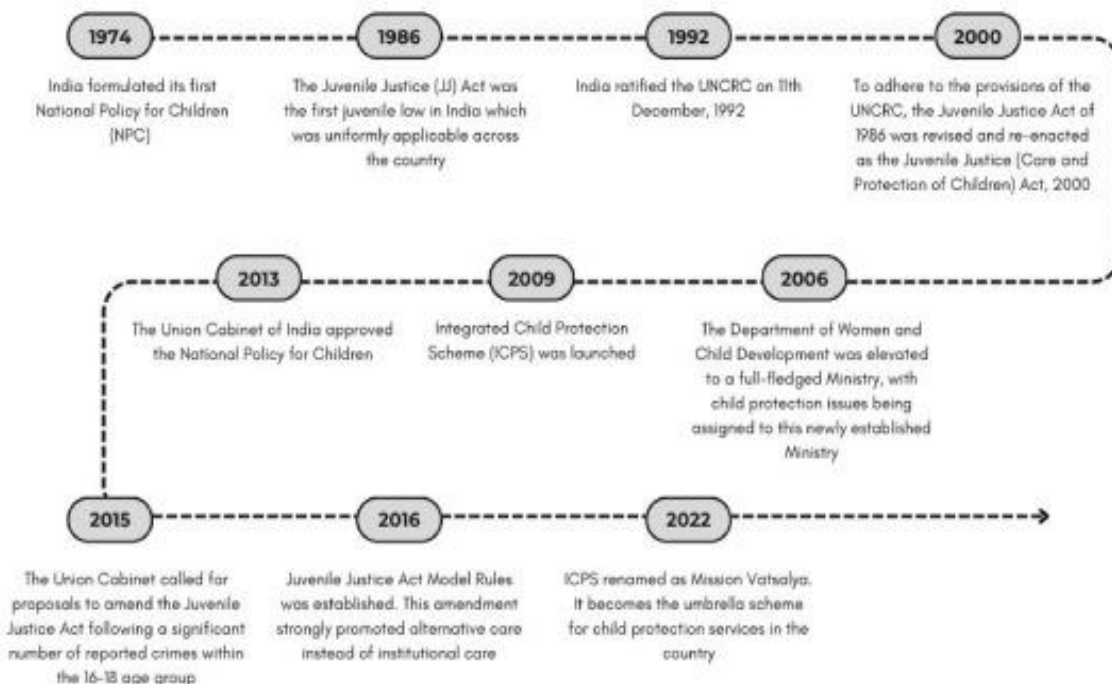 1974
India formulated its first
National Policy for Children
(NPC)
1986
The Juvenile Justice (JJ) Act was
the first juvenile law in India which
was uniformly applicable across
the country
1992
India ratified the UNCRC on 11th
December, 1992
2000
To adhere to the provisions of the
UNCRC, the Juvenile Justice Act of
1986 was revised and re-enacted
as the Juvenile Justice (Care and
Protection of Children) Act, 2000
2006
The Department of Women and
Child Development was elevated
to a full-fledged Ministry, with
child protection issues being
assigned to this newly established
Ministry
2009
Integrated Child Protection
Scheme (ICPS) was launched
2013
The Union Cabinet of India approved
the National Policy for Children
2015
The Union Cabinet called for
proposals to amend the Juvenile
Justice Act following a significant
number of reported crimes within
the 16-18 age group
2016
Juvenile Justice Act Model Rules
was established. This amendment
strongly promoted alternative care
instead of institutional care
2022
ICPS renamed as Mission Vatsalya.
It becomes the umbrella scheme
for child protection services in the
country